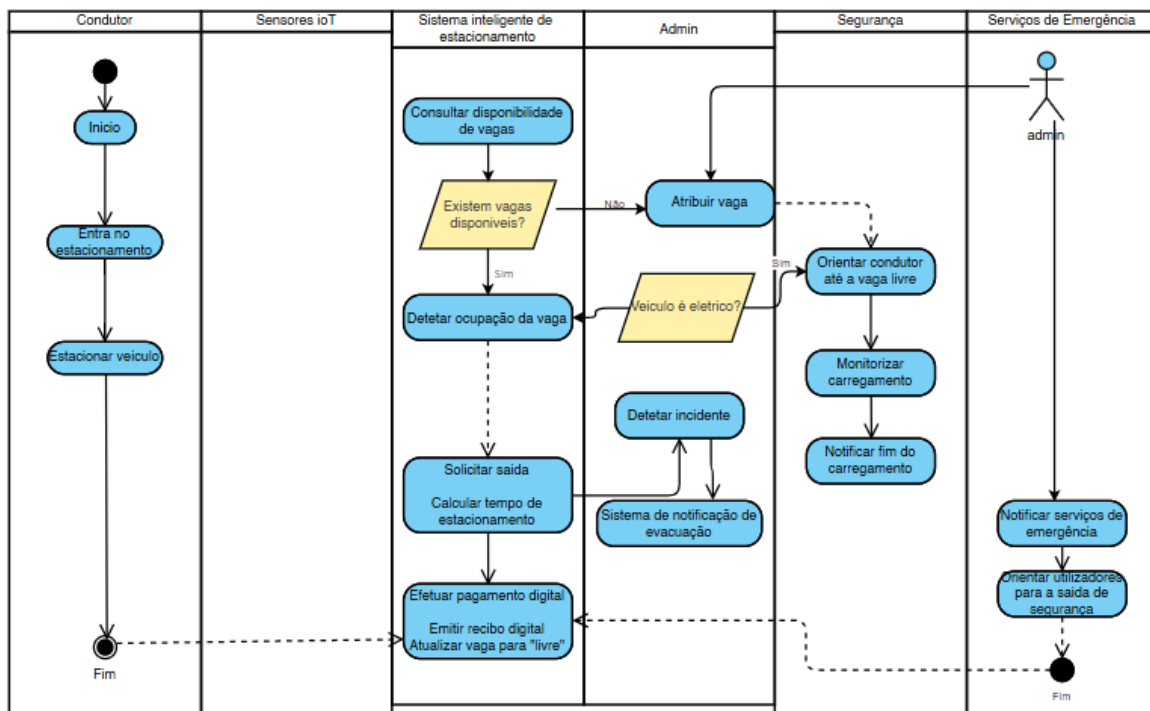 Condutor
Sensores ioT
Sistema inteligente de
estacionamento
Admin
Segurança
Serviços de Emergência
Inicio
Entra no
estacionamento
Estacionar veiculo
Fim
Consultar disponibilidade
de vagas
Existem vagas
disponiveis?
Não
Sim
Detetar ocupação da vaga
Solicitar saida
Calcular tempo de
estacionamento
Efetuar pagamento digital
Emitir recibo digital
Atualizar vaga para "livre"
Atribuir vaga
Veiculo é eletrico?
Sim
Detetar incidente
Sistema de notificação de
evacuação
Orientar condutor
até a vaga livre
Monitorizar
carregamento
Notificar fim do
carregamento
admin
Notificar serviços de
emergência
Orientar utilizadores
para a saida de
segurança
Fim